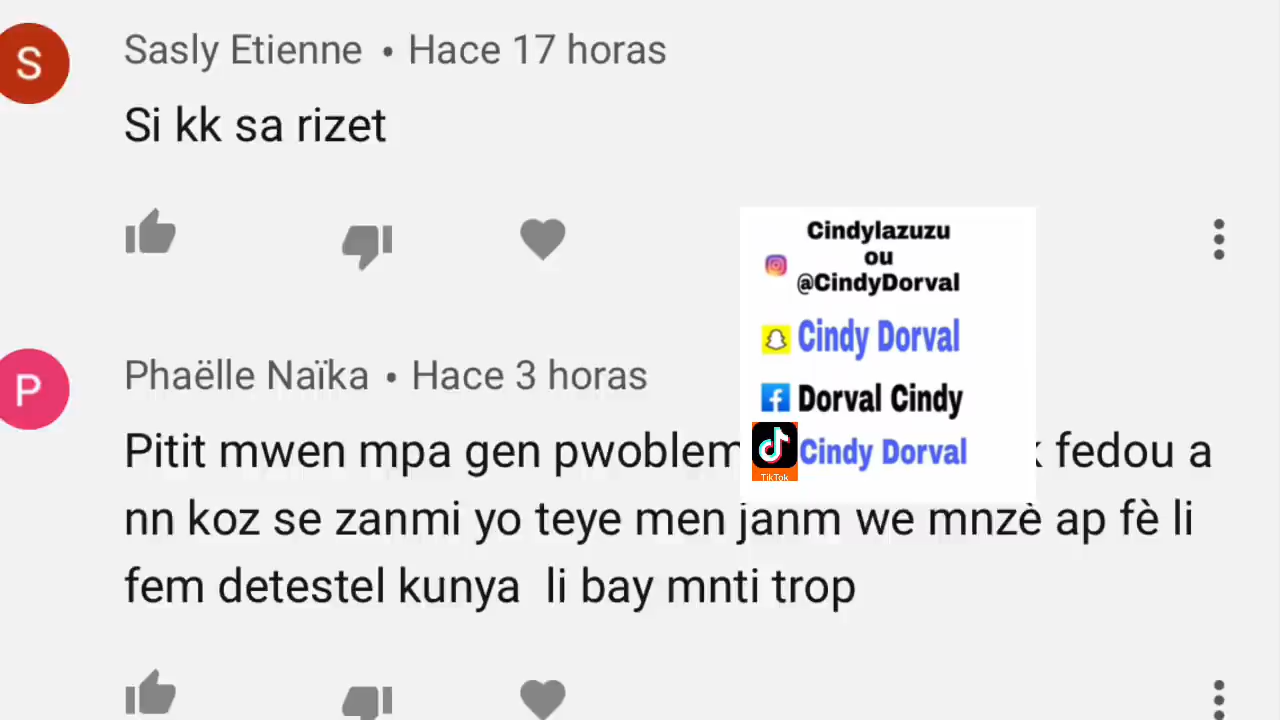 S
Sasly Etienne • Hace 17 horas
Si kk sa rizet
Cindylazuzu
ou
@CindyDorval
Cindy Dorval
Dorval Cindy
TikTok
Cindy Dorval
P
Phaëlle Naïka • Hace 3 horas
Pitit mwen mpa gen pwoblem fedou a
nn koz se zanmi yo teye men janm we mnzè ap fè li
fem detestel kunya li bay mnti trop